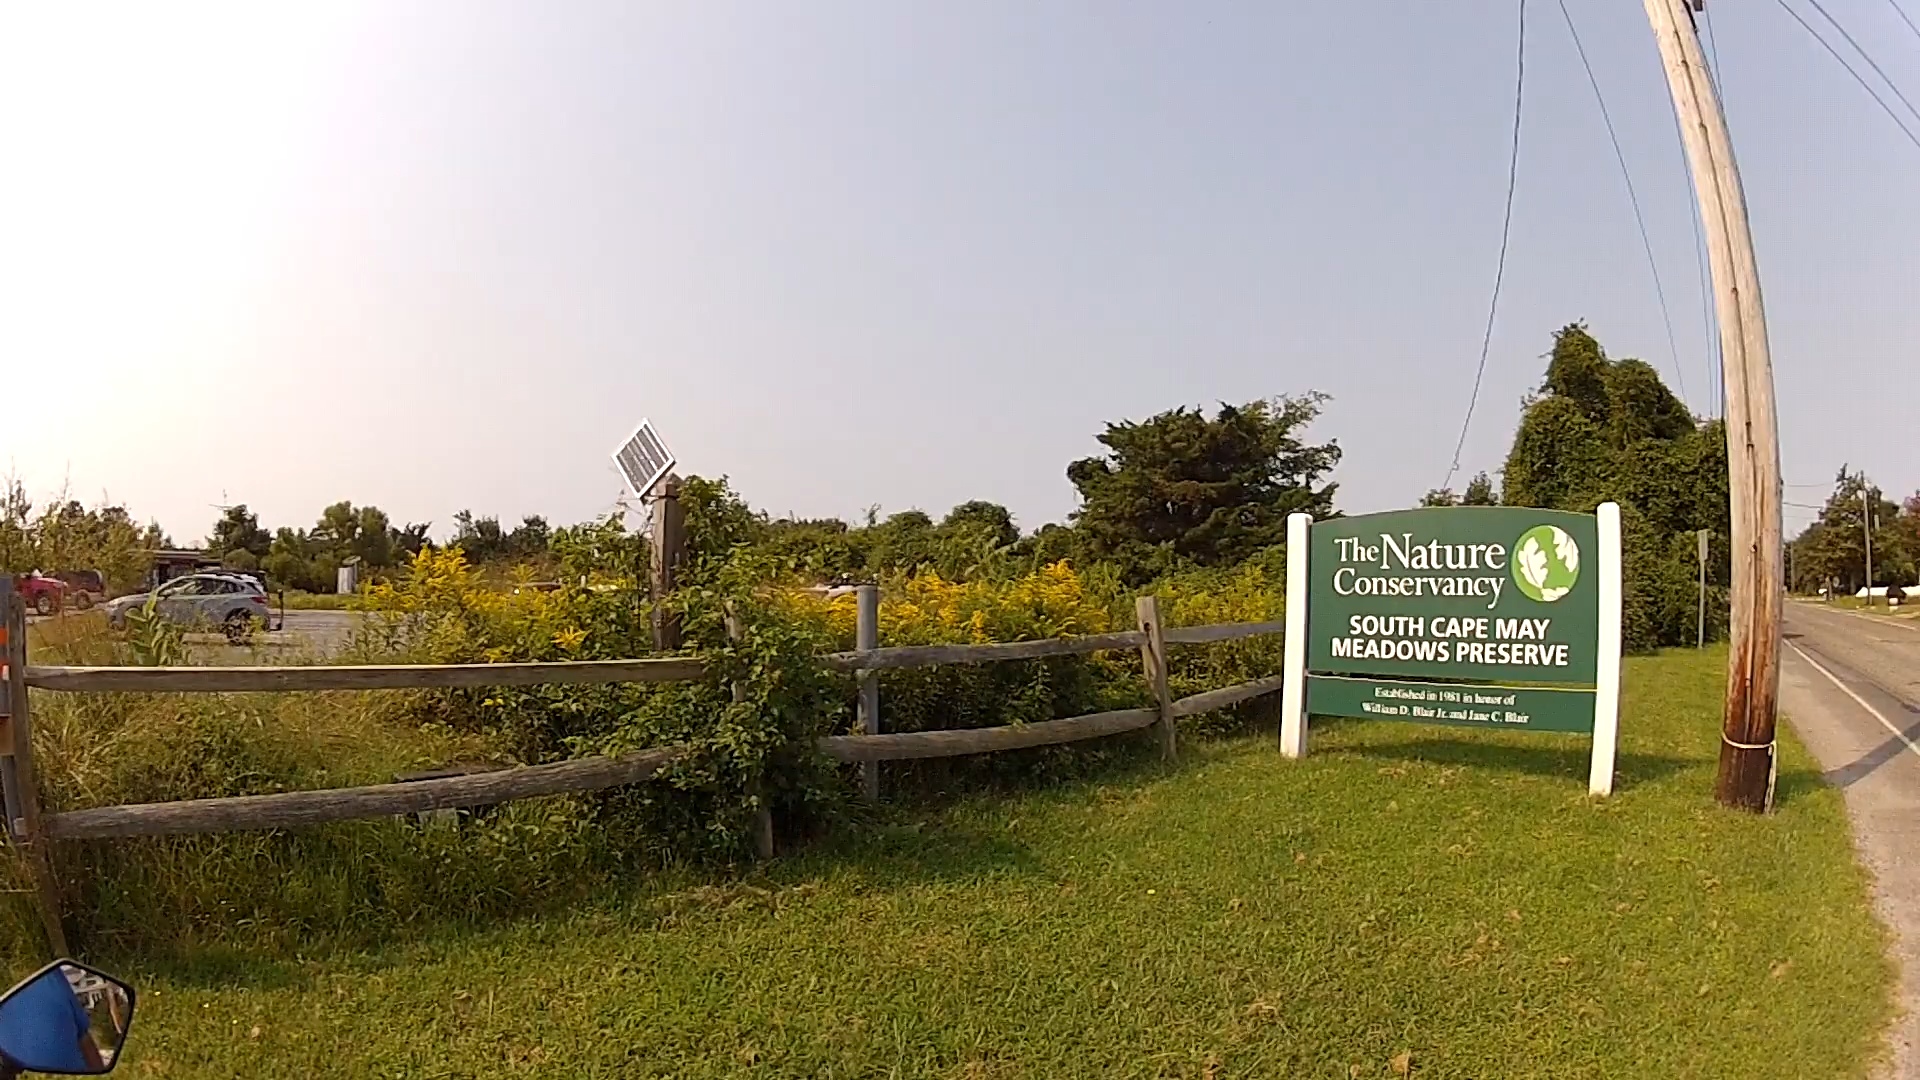 The Nature
Conservancy
SOUTH CAPE MAY
MEADOWS PRESERVE
Established in 1981 in honor of
William D. Blair Jr. and Jane C. Blair